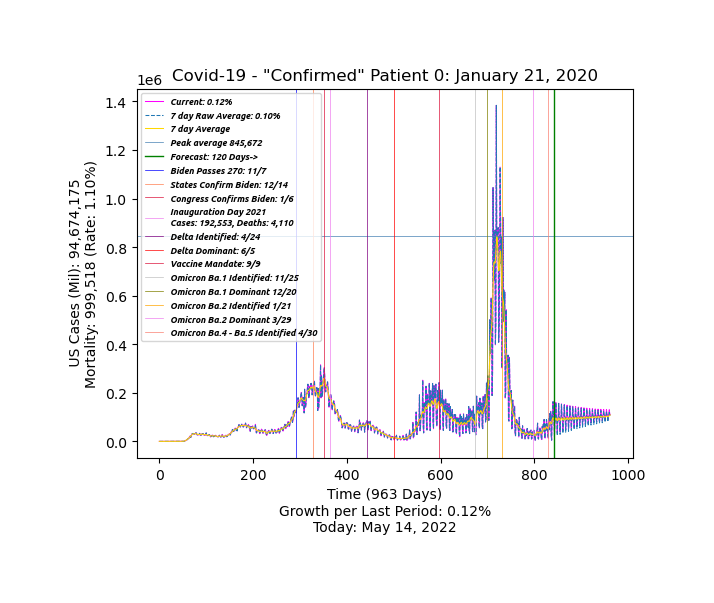 Covid-19 - "Confirmed" Patient 0: January 21, 2020
1e6
Current: 0.12%
7 day Raw Average: 0.10%
7 day Average
Peak average 845,672
Forecast: 120 Days->
Biden Passes 270: 11/7
States Confirm Biden: 12/14
Congress Confirms Biden: 1/6
Inauguration Day 2021
Cases: 192,553, Deaths: 4,110
Delta Identified: 4/24
Delta Dominant: 6/5
Vaccine Mandate: 9/9
Omicron Ba.1 Identified: 11/25
Omicron Ba.1 Dominant 12/20
Omicron Ba.2 Identified 1/21
Omicron Ba.2 Dominant 3/29
Omicron Ba.4 - Ba.5 Identified 4/30
1.4
1.2
1.0
0.8
0.6
0.4
0.2
0.0
US Cases (Mil): 94,674,175
Mortality: 999,518 (Rate: 1.10%)
0 200 400 600 800 1000
Time (963 Days)
Growth per Last Period: 0.12%
Today: May 14, 2022